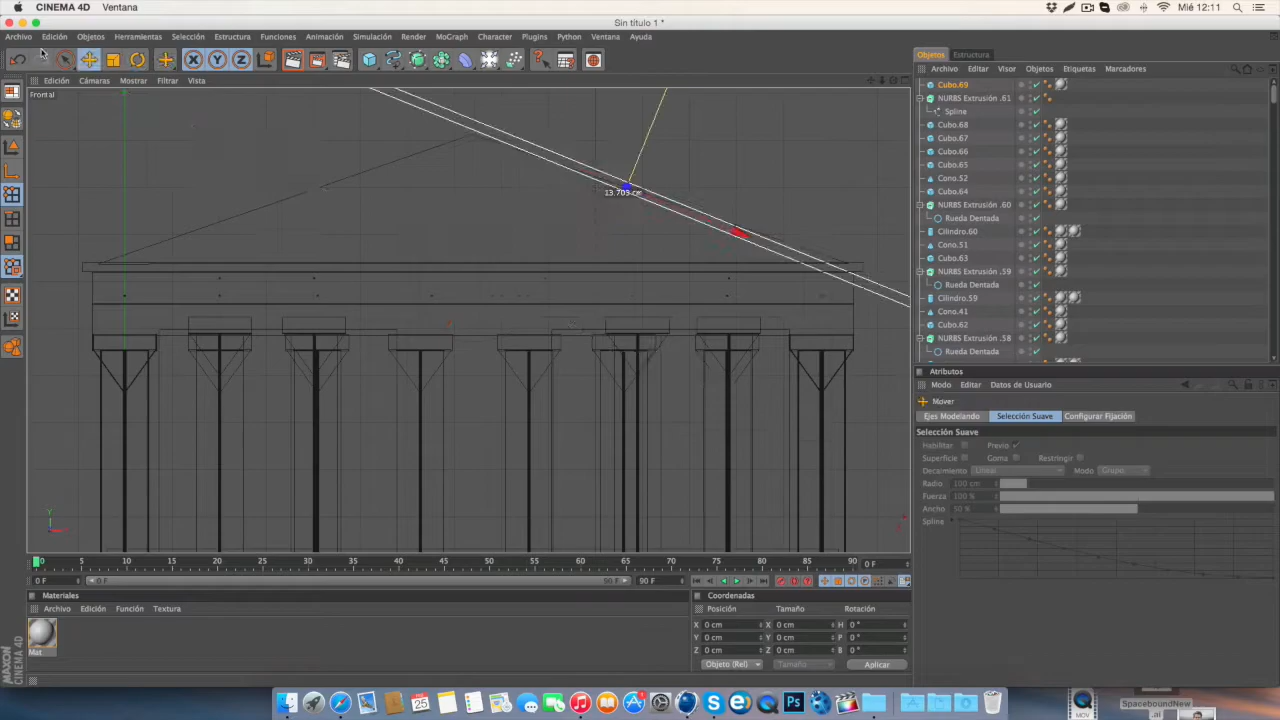 CINEMA 4D Ventana
Mié 12:11
Sin título 1 *
Archivo Edición Objetos Herramientas Selección Estructura Funciones Animación Simulación Render MoGraph Character Plugins Python Ventana Ayuda
X Y Z
Edición Cámaras Mostrar Filtrar Vista
Frontal
13.703 cm
Y
Objetos Estructura
Archivo Editar Visor Objetos Etiquetas Marcadores
Cubo.69
NURBS Extrusión .61
Spline
Cubo.68
Cubo.67
Cubo.66
Cubo.65
Cono.52
Cubo.64
NURBS Extrusión .60
Rueda Dentada
Cilindro.60
Cono.51
Cubo.63
NURBS Extrusión .59
Rueda Dentada
Cilindro.59
Cono.41
Cubo.62
NURBS Extrusión .58
Rueda Dentada
Atributos
Modo Editar Datos de Usuario
Mover
Ejes Modelando Selección Suave Configurar Fijación
Selección Suave
Habilitar Previo
Superficie Goma Restringir
Decaimiento Lineal Modo Grupo
Radio 100 cm
Fuerza 100 %
Ancho 50 %
Spline
0 5 10 15 20 25 30 35 40 45 50 55 60 65 70 75 80 85 90 0 F
0 F 0 F 90 F 90 F
Materiales
Archivo Edición Función Textura
Mat
MAXON CINEMA 4D
Coordenadas
Posición Tamaño Rotación
X 0 cm X 0 cm H 0 °
Y 0 cm Y 0 cm P 0 °
Z 0 cm Z 0 cm B 0 °
Objeto (Rel) Tamaño Aplicar
25
Ps
MOV
SpaceboundNew
.ai